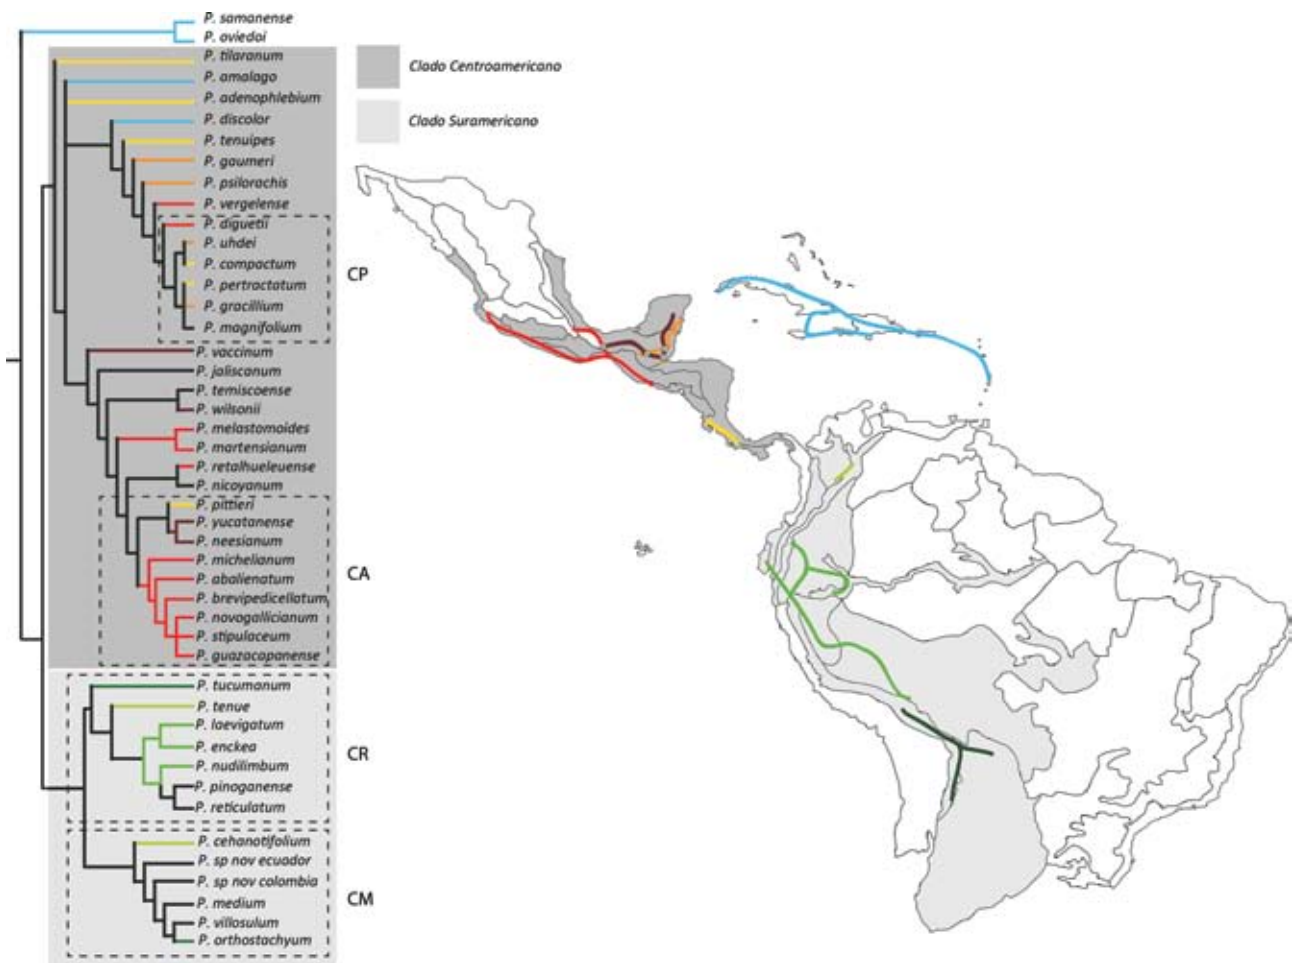 P. samanense
P. oviedoi
P. tilaranum
P. amalago
P. adenophlebium
P. discolor
P. tenuipes
P. gaumeri
P. psilorachis
P. vergelense
P. diguetii
P. uhdei
P. compactum
P. pertractatum
P. gracillium
P. magnifolium
P. vaccinum
P. jaliscanum
P. temiscoense
P. wilsonii
P. melastomoides
P. martensianum
P. retalhueleuense
P. nicoyanum
P. pittieri
P. yucatanense
P. neesianum
P. michelianum
P. abalienatum
P. brevipedicellatum
P. novogallicianum
P. stipulaceum
P. guazacapanense
P. tucumanum
P. tenue
P. laevigatum
P. enckea
P. nudilimbum
P. pinoganense
P. reticulatum
P. cehanotifolium
P. sp nov ecuador
P. sp nov colombia
P. medium
P. villosulum
P. orthostachyum
CP
CA
CR
CM
Clado Centroamericano
Clado Suramericano